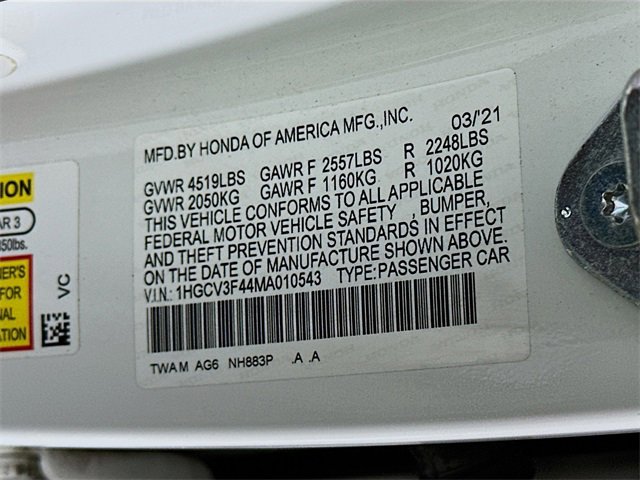 MFD.BY HONDA OF AMERICA MFG.,INC. 03/'21
GVWR 4519LBS GAWR F 2557LBS R 2248LBS
GVWR 2050KG GAWR F 1160KG R 1020KG
THIS VEHICLE CONFORMS TO ALL APPLICABLE
FEDERAL MOTOR VEHICLE SAFETY , BUMPER,
AND THEFT PREVENTION STANDARDS IN EFFECT
ON THE DATE OF MANUFACTURE SHOWN ABOVE.
V.I.N.: 1HGCV3F44MA010543 TYPE:PASSENGER CAR
TWA M AG6 NH883P .A .A
VC